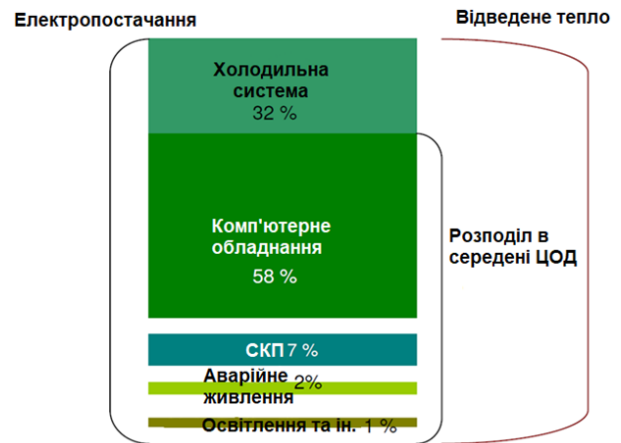 Електропостачання
Відведене тепло
Холодильна
система
32 %
Комп'ютерне
обладнання
58 %
Розподіл в
середені ЦОД
СКП 7 %
Аварійне 2%
живлення
Освітлення та ін. 1 %